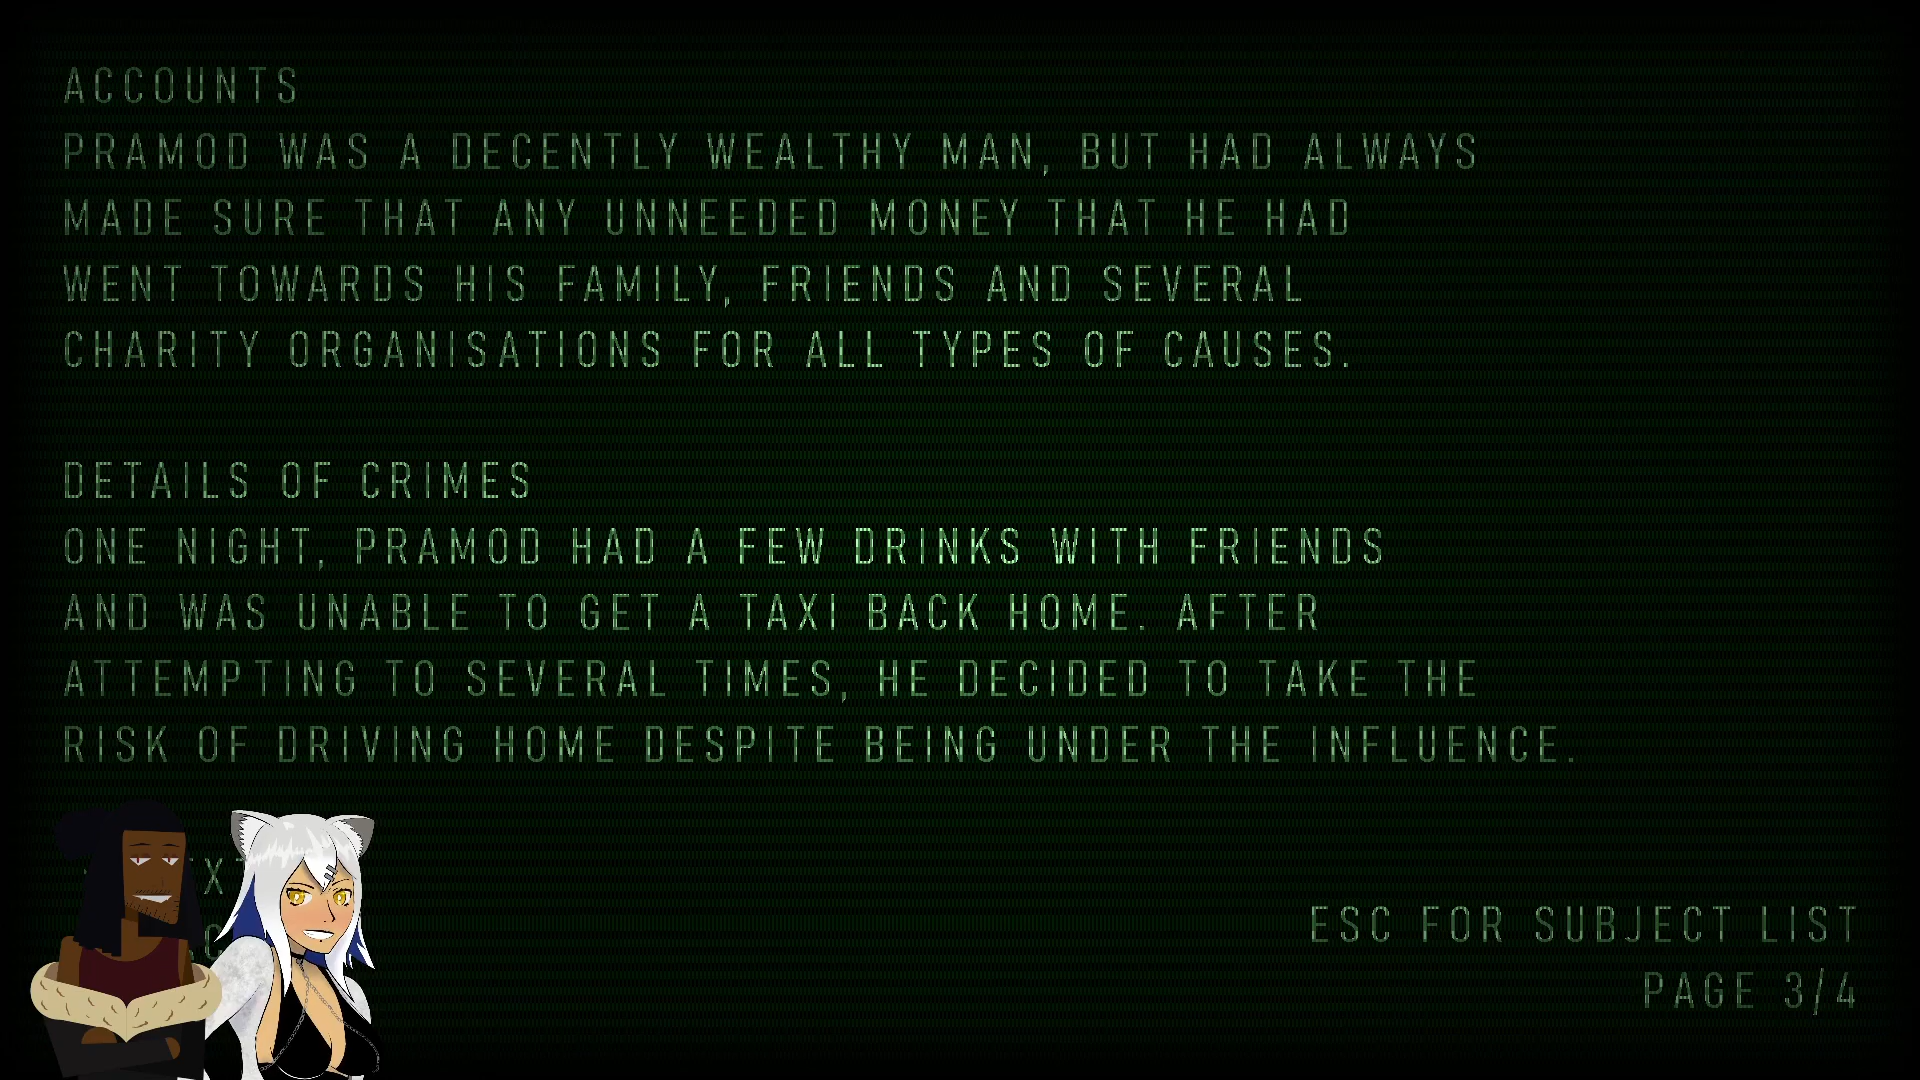 ACCOUNTS
PRAMOD WAS A DECENTLY WEALTHY MAN, BUT HAD ALWAYS
MADE SURE THAT ANY UNNEEDED MONEY THAT HE HAD
WENT TOWARDS HIS FAMILY, FRIENDS AND SEVERAL
CHARITY ORGANISATIONS FOR ALL TYPES OF CAUSES.
DETAILS OF CRIMES
ONE NIGHT, PRAMOD HAD A FEW DRINKS WITH FRIENDS
AND WAS UNABLE TO GET A TAXI BACK HOME. AFTER
ATTEMPTING TO SEVERAL TIMES, HE DECIDED TO TAKE THE
RISK OF DRIVING HOME DESPITE BEING UNDER THE INFLUENCE.
ESC FOR SUBJECT LIST
PAGE 3/4